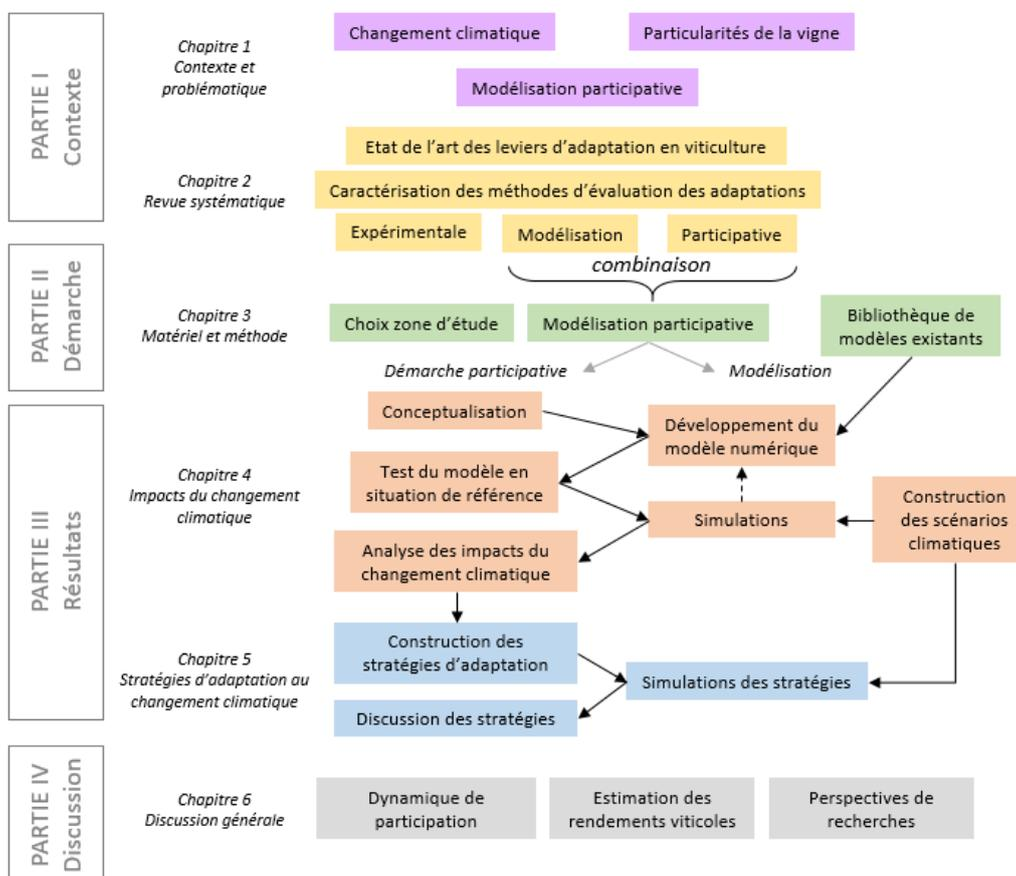 PARTIE I
Contexte
Chapitre 1
Contexte et
problématique
Changement climatique
Particularités de la vigne
Modélisation participative
Chapitre 2
Revue systématique
Etat de l'art des leviers d'adaptation en viticulture
Caractérisation des méthodes d'évaluation des adaptations
Expérimentale
Modélisation
Participative
combinaison
PARTIE II
Démarche
Chapitre 3
Matériel et méthode
Choix zone d'étude
Modélisation participative
Bibliothèque de
modèles existants
Démarche participative
Modélisation
PARTIE III
Résultats
Chapitre 4
Impacts du changement
climatique
Conceptualisation
Développement du
modèle numérique
Test du modèle en
situation de référence
Simulations
Construction
des scénarios
climatiques
Analyse des impacts du
changement climatique
Chapitre 5
Stratégies d'adaptation au
changement climatique
Construction des
stratégies d'adaptation
Simulations des stratégies
Discussion des stratégies
PARTIE IV
Discussion
Chapitre 6
Discussion générale
Dynamique de
participation
Estimation des
rendements viticoles
Perspectives de
recherches